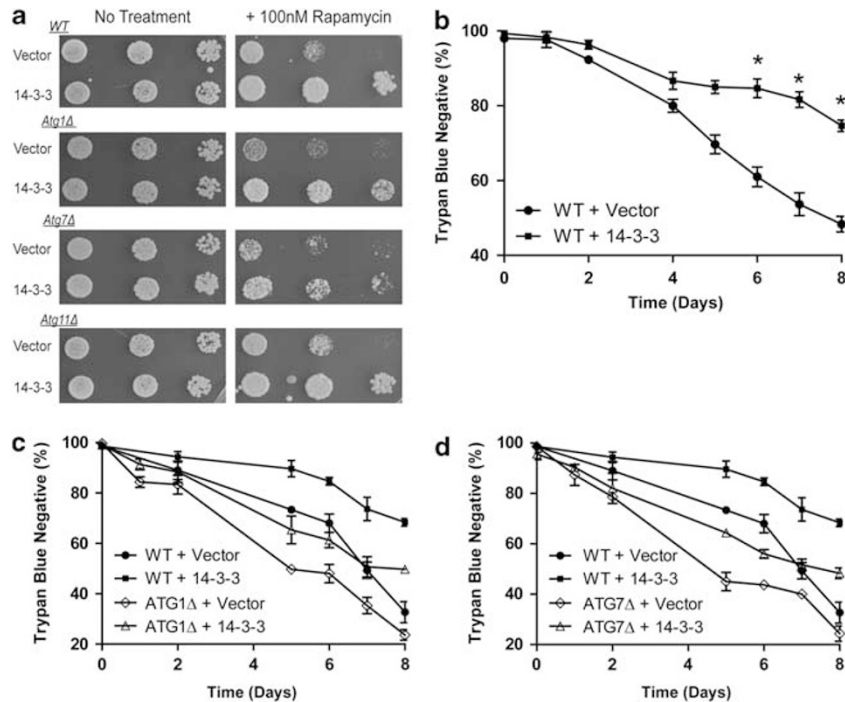 a
No Treatment
+ 100nM Rapamycin
WT
Vector
14-3-3
Atg1Δ
Vector
14-3-3
Atg7Δ
Vector
14-3-3
Atg11Δ
Vector
14-3-3
b
Trypan Blue Negative (%)
100
80
60
40
* * *
WT + Vector
WT + 14-3-3
0 2 4 6 8
Time (Days)
c
Trypan Blue Negative (%)
100
80
60
40
20
WT + Vector
WT + 14-3-3
ATG1Δ + Vector
ATG1Δ + 14-3-3
0 2 4 6 8
Time (Days)
d
Trypan Blue Negative (%)
100
80
60
40
20
WT + Vector
WT + 14-3-3
ATG7Δ + Vector
ATG7Δ + 14-3-3
0 2 4 6 8
Time (Days)